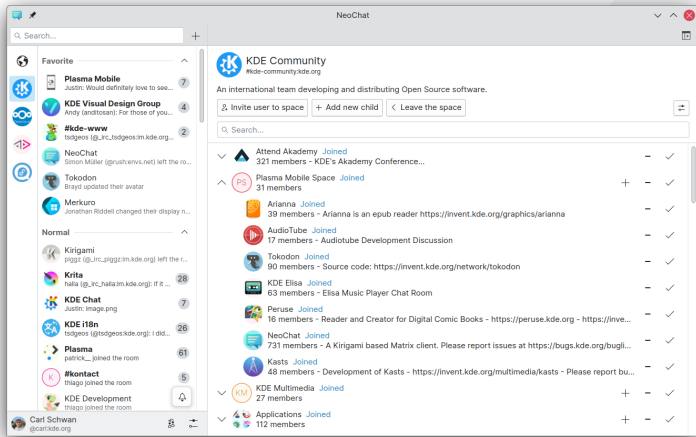 NeoChat
Search...
Favorite
Plasma Mobile
Justin: Would definitely love to see...
7
KDE Visual Design Group
Andy (anditosan): For those of you...
4
#kde-www
tsdgeos (@_irc_tsdgeos:im.kde.org...
2
NeoChat
Simon Müller (@rush:envs.net) left the ro...
Tokodon
Brayd updated their avatar
Merkuro
Jonathan Riddell changed their display n...
Normal
Kirigami
piggz (@_irc_piggz:im.kde.org) left the r...
Krita
halla (@_irc_halla:im.kde.org): if it ...
28
KDE Chat
Justin: image.png
7
KDE i18n
tsdgeos (@tsdgeos:kde.org): i did...
26
Plasma
patrick__ joined the room
61
#kontact
thiago joined the room
5
KDE Development
thiago joined the room
Carl Schwan
@carl:kde.org
KDE Community
#kde-community:kde.org
An international team developing and distributing Open Source software.
Invite user to space
Add new child
Leave the space
Search...
Attend Akademy Joined
321 members - KDE's Akademy Conference...
PS
Plasma Mobile Space Joined
31 members
Arianna Joined
39 members - Arianna is an epub reader https://invent.kde.org/graphics/arianna
AudioTube Joined
17 members - Audiotube Development Discussion
Tokodon Joined
90 members - Source code: https://invent.kde.org/network/tokodon
KDE Elisa Joined
63 members - Elisa Music Player Chat Room
Peruse Joined
16 members - Reader and Creator for Digital Comic Books - https://peruse.kde.org - https://inve...
NeoChat Joined
731 members - A Kirigami based Matrix client. Please report issues at https://bugs.kde.org/bugli...
Kasts Joined
48 members - Development of Kasts - https://invent.kde.org/multimedia/kasts - Please report bu...
KM
KDE Multimedia Joined
27 members
Applications Joined
112 members